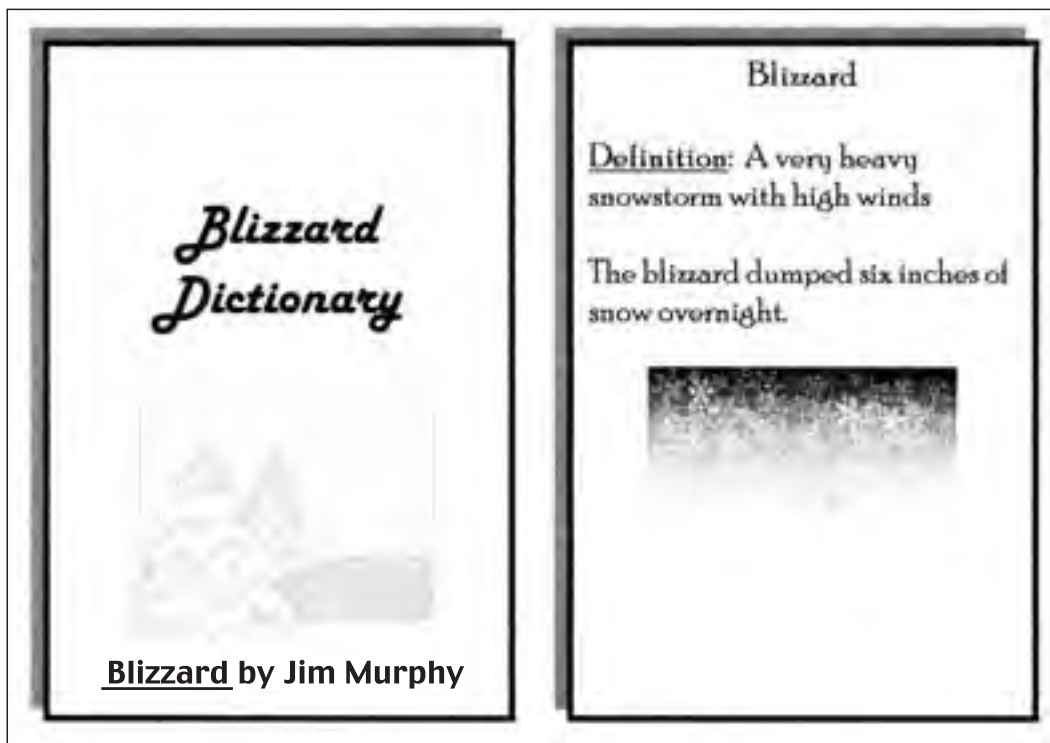 Blizzard
Dictionary
Blizzard by Jim Murphy
Blizzard
Definition: A very heavy
snowstorm with high winds
The blizzard dumped six inches of
snow overnight.